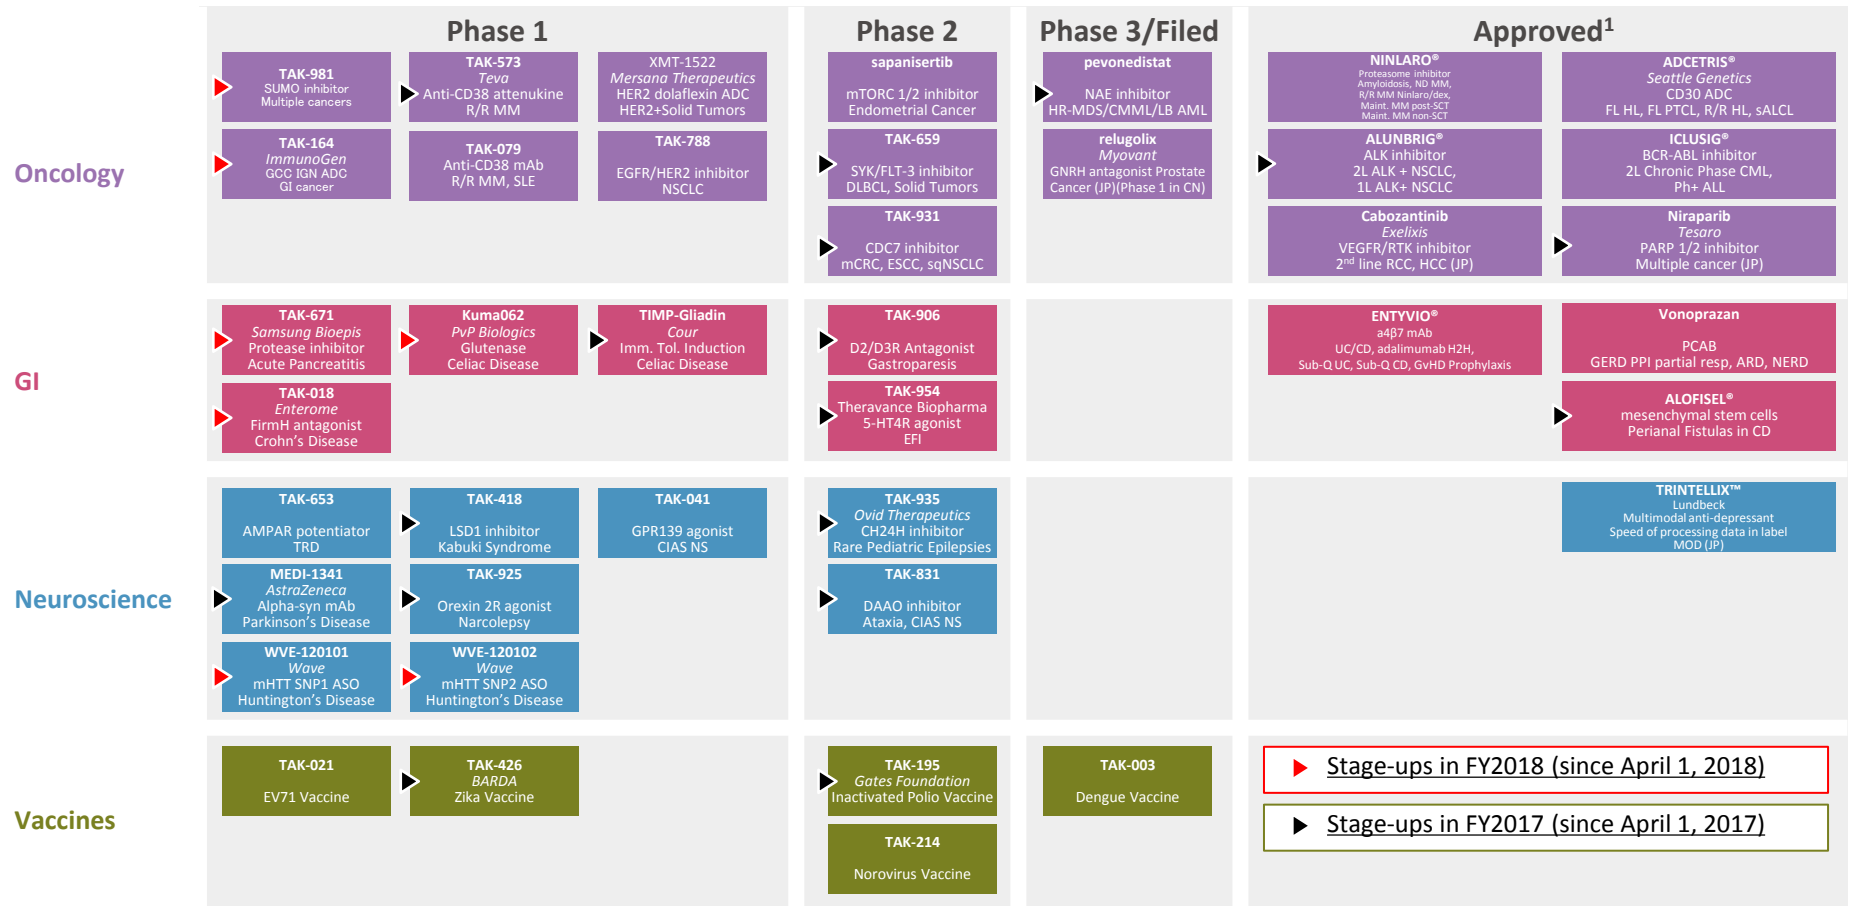 Phase 1
Phase 2
Phase 3/Filed
Approved1
Oncology
TAK-981
SUMO inhibitor
Multiple cancers
TAK-573
Teva
Anti-CD38 attenukine
R/R MM
XMT-1522
Mersana Therapeutics
HER2 dolaflexin ADC
HER2+Solid Tumors
TAK-164
ImmunoGen
GCC IGN ADC
GI cancer
TAK-079
Anti-CD38 mAb
R/R MM, SLE
TAK-788
EGFR/HER2 inhibitor
NSCLC
sapanisertib
mTORC 1/2 inhibitor
Endometrial Cancer
TAK-659
SYK/FLT-3 inhibitor
DLBCL, Solid Tumors
TAK-931
CDC7 inhibitor
mCRC, ESCC, sqNSCLC
pevonedistat
NAE inhibitor
HR-MDS/CMML/LB AML
relugolix
Myovant
GNRH antagonist Prostate
Cancer (JP)(Phase 1 in CN)
NINLARO®
Proteasome inhibitor
Amyloidosis, ND MM,
R/R MM Ninlaro/dex,
Maint. MM post-SCT
Maint. MM non-SCT
ADCETRIS®
Seattle Genetics
CD30 ADC
FL HL, FL PTCL, R/R HL, sALCL
ALUNBRIG®
ALK inhibitor
2L ALK + NSCLC,
1L ALK+ NSCLC
ICLUSIG®
BCR-ABL inhibitor
2L Chronic Phase CML,
Ph+ ALL
Cabozantinib
Exelixis
VEGFR/RTK inhibitor
2nd line RCC, HCC (JP)
Niraparib
Tesaro
PARP 1/2 inhibitor
Multiple cancer (JP)
GI
TAK-671
Samsung Bioepis
Protease inhibitor
Acute Pancreatitis
Kuma062
PvP Biologics
Glutenase
Celiac Disease
TIMP-Gliadin
Cour
Imm. Tol. Induction
Celiac Disease
TAK-018
Enterome
FirmH antagonist
Crohn's Disease
TAK-906
D2/D3R Antagonist
Gastroparesis
TAK-954
Theravance Biopharma
5-HT4R agonist
EFI
ENTYVIO®
a4β7 mAb
UC/CD, adalimumab H2H,
Sub-Q UC, Sub-Q CD, GvHD Prophylaxis
Vonoprazan
PCAB
GERD PPI partial resp, ARD, NERD
ALOFISEL®
mesenchymal stem cells
Perianal Fistulas in CD
Neuroscience
TAK-653
AMPAR potentiator
TRD
TAK-418
LSD1 inhibitor
Kabuki Syndrome
TAK-041
GPR139 agonist
CIAS NS
MEDI-1341
AstraZeneca
Alpha-syn mAb
Parkinson's Disease
TAK-925
Orexin 2R agonist
Narcolepsy
WVE-120101
Wave
mHTT SNP1 ASO
Huntington's Disease
WVE-120102
Wave
mHTT SNP2 ASO
Huntington's Disease
TAK-935
Ovid Therapeutics
CH24H inhibitor
Rare Pediatric Epilepsies
TAK-831
DAAO inhibitor
Ataxia, CIAS NS
TRINTELLIX™
Lundbeck
Multimodal anti-depressant
Speed of processing data in label
MOD (JP)
Vaccines
TAK-021
EV71 Vaccine
TAK-426
BARDA
Zika Vaccine
TAK-195
Gates Foundation
Inactivated Polio Vaccine
TAK-214
Norovirus Vaccine
TAK-003
Dengue Vaccine
Stage-ups in FY2018 (since April 1, 2018)
Stage-ups in FY2017 (since April 1, 2017)